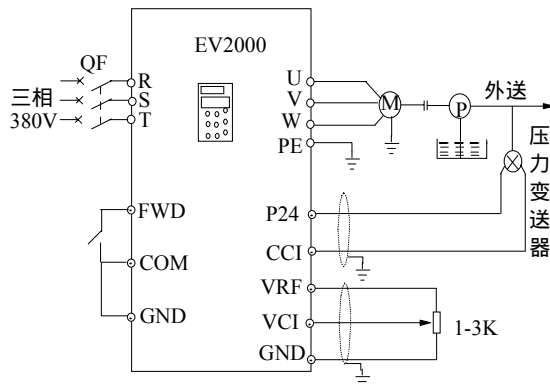 EV2000
QF
三相
380V
R
S
T
FWD
COM
GND
U
V
W
PE
P24
CCI
VRF
VCI
GND
M
P
外送
压力变送器
1-3K